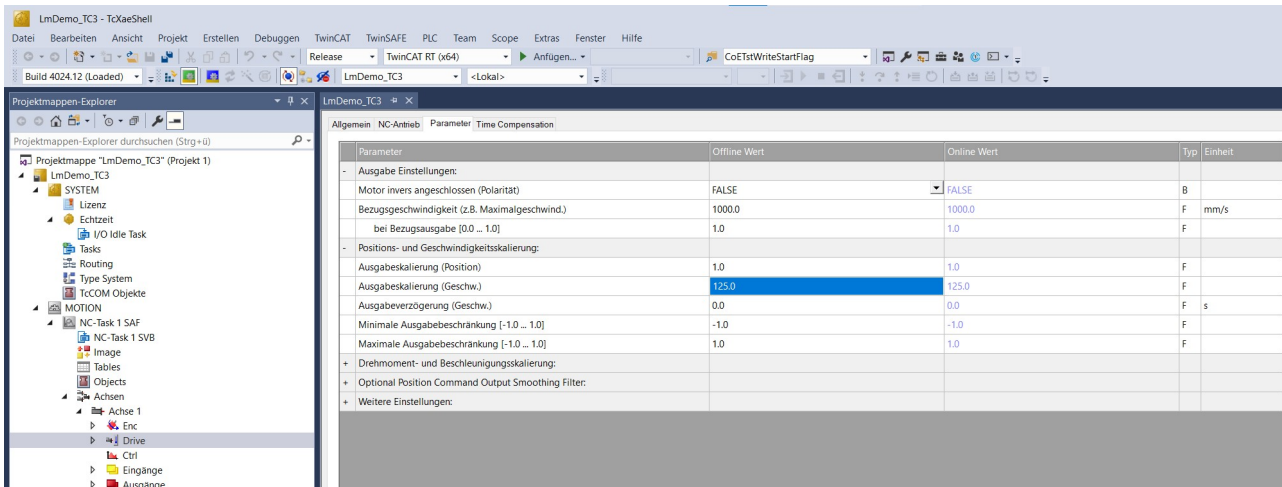 LmDemo_TC3 - TcXaeShell
Datei Bearbeiten Ansicht Projekt Erstellen Debuggen TwinCAT TwinSAFE PLC Team Scope Extras Fenster Hilfe
Release TwinCAT RT (x64) Anfügen... CoETstWriteStartFlag
Build 4024.12 (Loaded) LmDemo_TC3 <Lokal>
Projektmappen-Explorer
Projektmappen-Explorer durchsuchen (Strg+ü)
Projektmappe "LmDemo_TC3" (Projekt 1)
LmDemo_TC3
SYSTEM
Lizenz
Echtzeit
I/O Idle Task
Tasks
Routing
Type System
TcCOM Objekte
MOTION
NC-Task 1 SAF
NC-Task 1 SVB
Image
Tables
Objects
Achsen
Achse 1
Enc
Drive
Ctrl
Eingänge
Ausgänge
LmDemo_TC3
Allgemein NC-Antrieb Parameter Time Compensation
Parameter Offline Wert Online Wert Typ Einheit
- Ausgabe Einstellungen:
Motor invers angeschlossen (Polarität) FALSE FALSE B
Bezugsgeschwindigkeit (z.B. Maximalgeschwind.) 1000.0 1000.0 F mm/s
bei Bezugsausgabe [0.0 ... 1.0] 1.0 1.0 F
- Positions- und Geschwindigkeitsskalierung:
Ausgabeskalierung (Position) 1.0 1.0 F
Ausgabeskalierung (Geschw.) 125.0 125.0 F
Ausgabeverzögerung (Geschw.) 0.0 0.0 F s
Minimale Ausgabebeschränkung [-1.0 ... 1.0] -1.0 -1.0 F
Maximale Ausgabebeschränkung [-1.0 ... 1.0] 1.0 1.0 F
+ Drehmoment- und Beschleunigungsskalierung:
+ Optional Position Command Output Smoothing Filter:
+ Weitere Einstellungen: